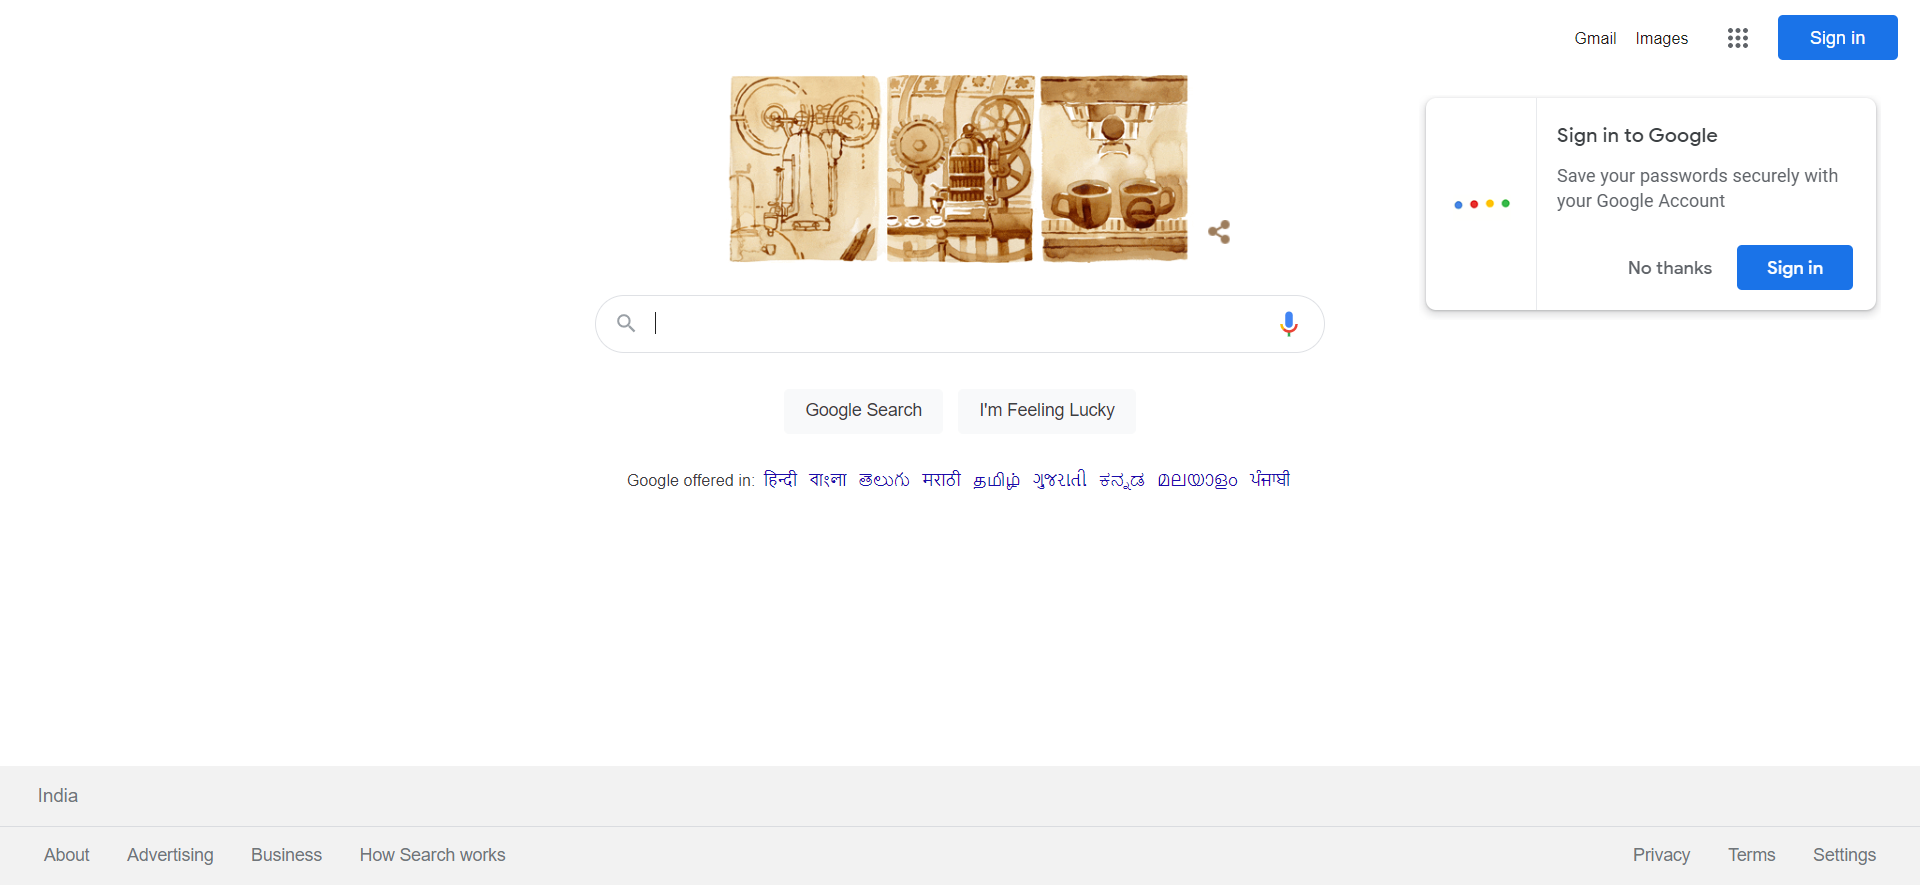 Gmail Images Sign in
Sign in to Google
Save your passwords securely with
your Google Account
No thanks Sign in
Google Search I'm Feeling Lucky
Google offered in: हिन्दी বাংলা తెలుగు मराठी தமிழ் ગુજરાતી ಕನ್ನಡ മലയാളം ਪੰਜਾਬੀ
India
About Advertising Business How Search works Privacy Terms Settings